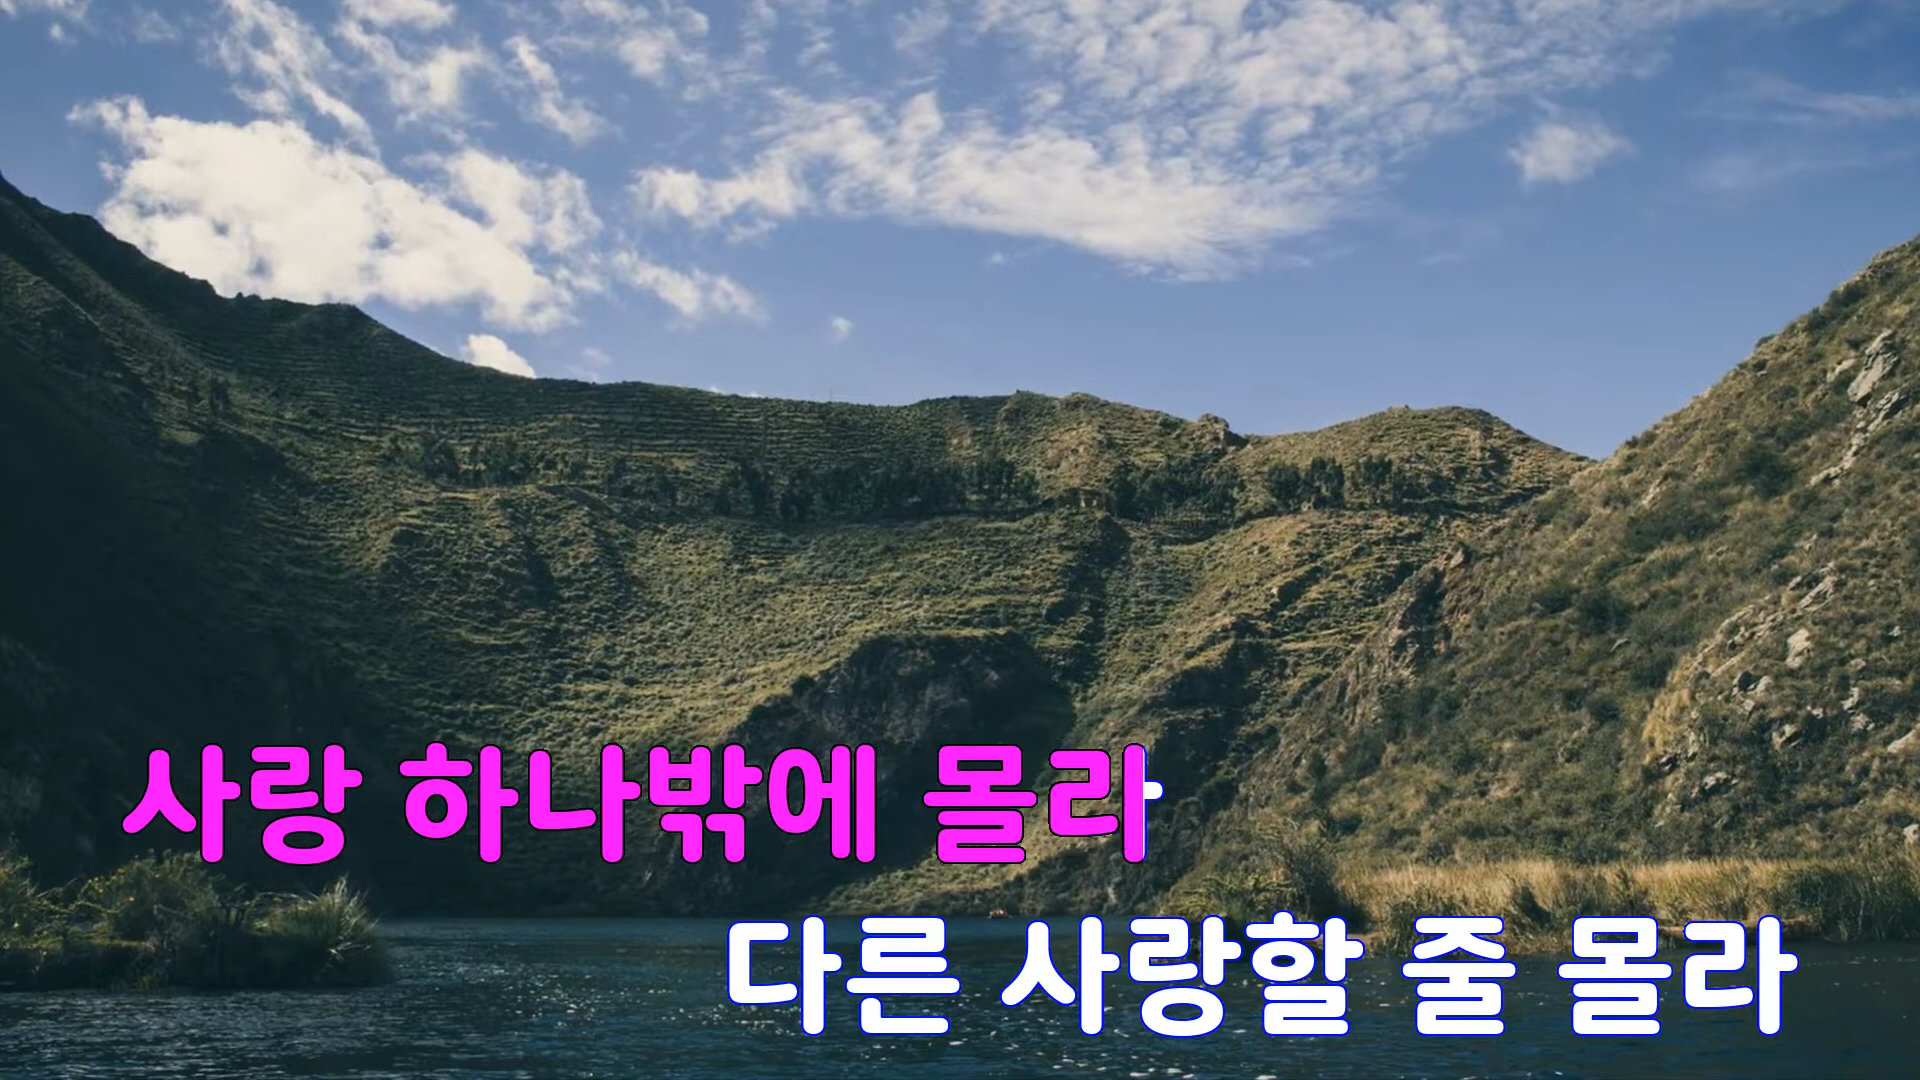 사랑 하나밖에 몰라
다른 사랑할 줄 몰라